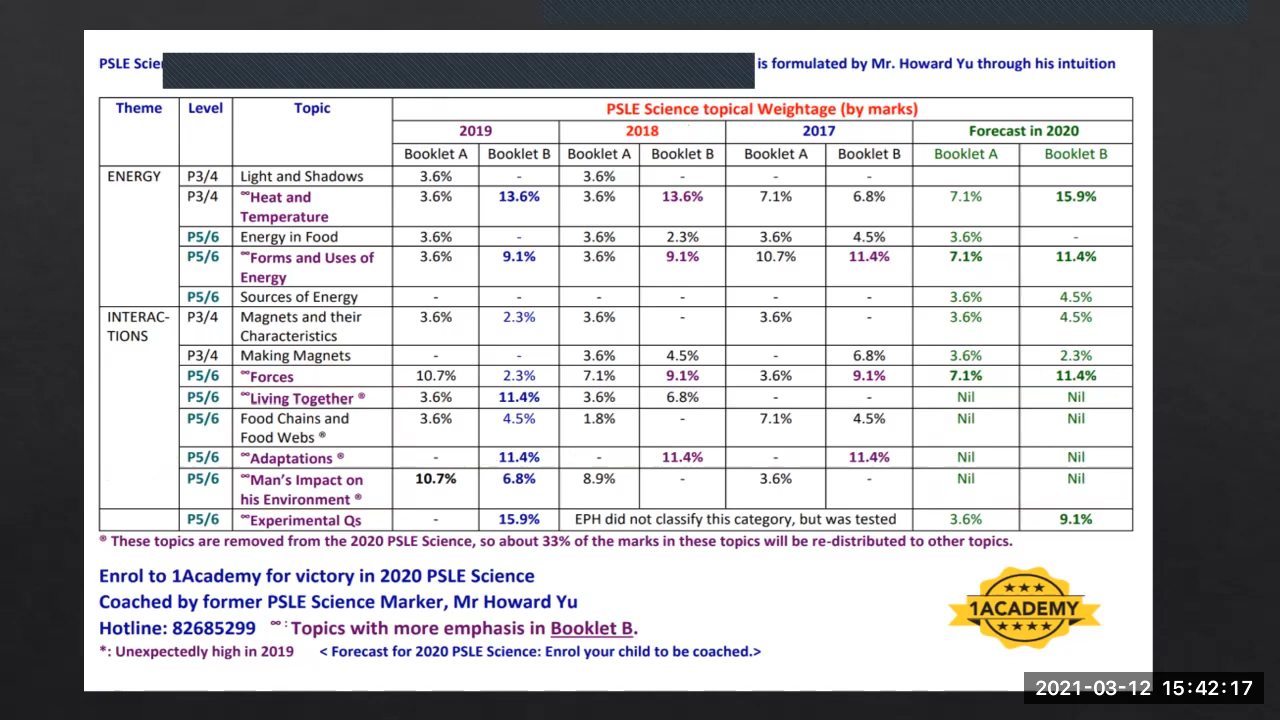 PSLE Scie is formulated by Mr. Howard Yu through his intuition
Theme Level Topic PSLE Science topical Weightage (by marks)
2019 2018 2017 Forecast in 2020
Booklet A Booklet B Booklet A Booklet B Booklet A Booklet B Booklet A Booklet B
ENERGY P3/4 Light and Shadows 3.6% - 3.6% - - -
P3/4 ∞Heat and 3.6% 13.6% 3.6% 13.6% 7.1% 6.8% 7.1% 15.9%
Temperature
P5/6 Energy in Food 3.6% - 3.6% 2.3% 3.6% 4.5% 3.6% -
P5/6 ∞Forms and Uses of 3.6% 9.1% 3.6% 9.1% 10.7% 11.4% 7.1% 11.4%
Energy
P5/6 Sources of Energy - - - - - - 3.6% 4.5%
INTERAC- P3/4 Magnets and their 3.6% 2.3% 3.6% - 3.6% - 3.6% 4.5%
TIONS Characteristics
P3/4 Making Magnets - - 3.6% 4.5% - 6.8% 3.6% 2.3%
P5/6 ∞Forces 10.7% 2.3% 7.1% 9.1% 3.6% 9.1% 7.1% 11.4%
P5/6 ∞Living Together ® 3.6% 11.4% 3.6% 6.8% - - Nil Nil
P5/6 Food Chains and 3.6% 4.5% 1.8% - 7.1% 4.5% Nil Nil
Food Webs ®
P5/6 ∞Adaptations ® - 11.4% - 11.4% - 11.4% Nil Nil
P5/6 ∞Man's Impact on 10.7% 6.8% 8.9% - 3.6% - Nil Nil
his Environment ®
P5/6 ∞Experimental Qs - 15.9% EPH did not classify this category, but was tested 3.6% 9.1%
® These topics are removed from the 2020 PSLE Science, so about 33% of the marks in these topics will be re-distributed to other topics.
Enrol to 1Academy for victory in 2020 PSLE Science
Coached by former PSLE Science Marker, Mr Howard Yu
Hotline: 82685299 ∞ : Topics with more emphasis in Booklet B.
*: Unexpectedly high in 2019 < Forecast for 2020 PSLE Science: Enrol your child to be coached.>
1ACADEMY
2021-03-12 15:42:17